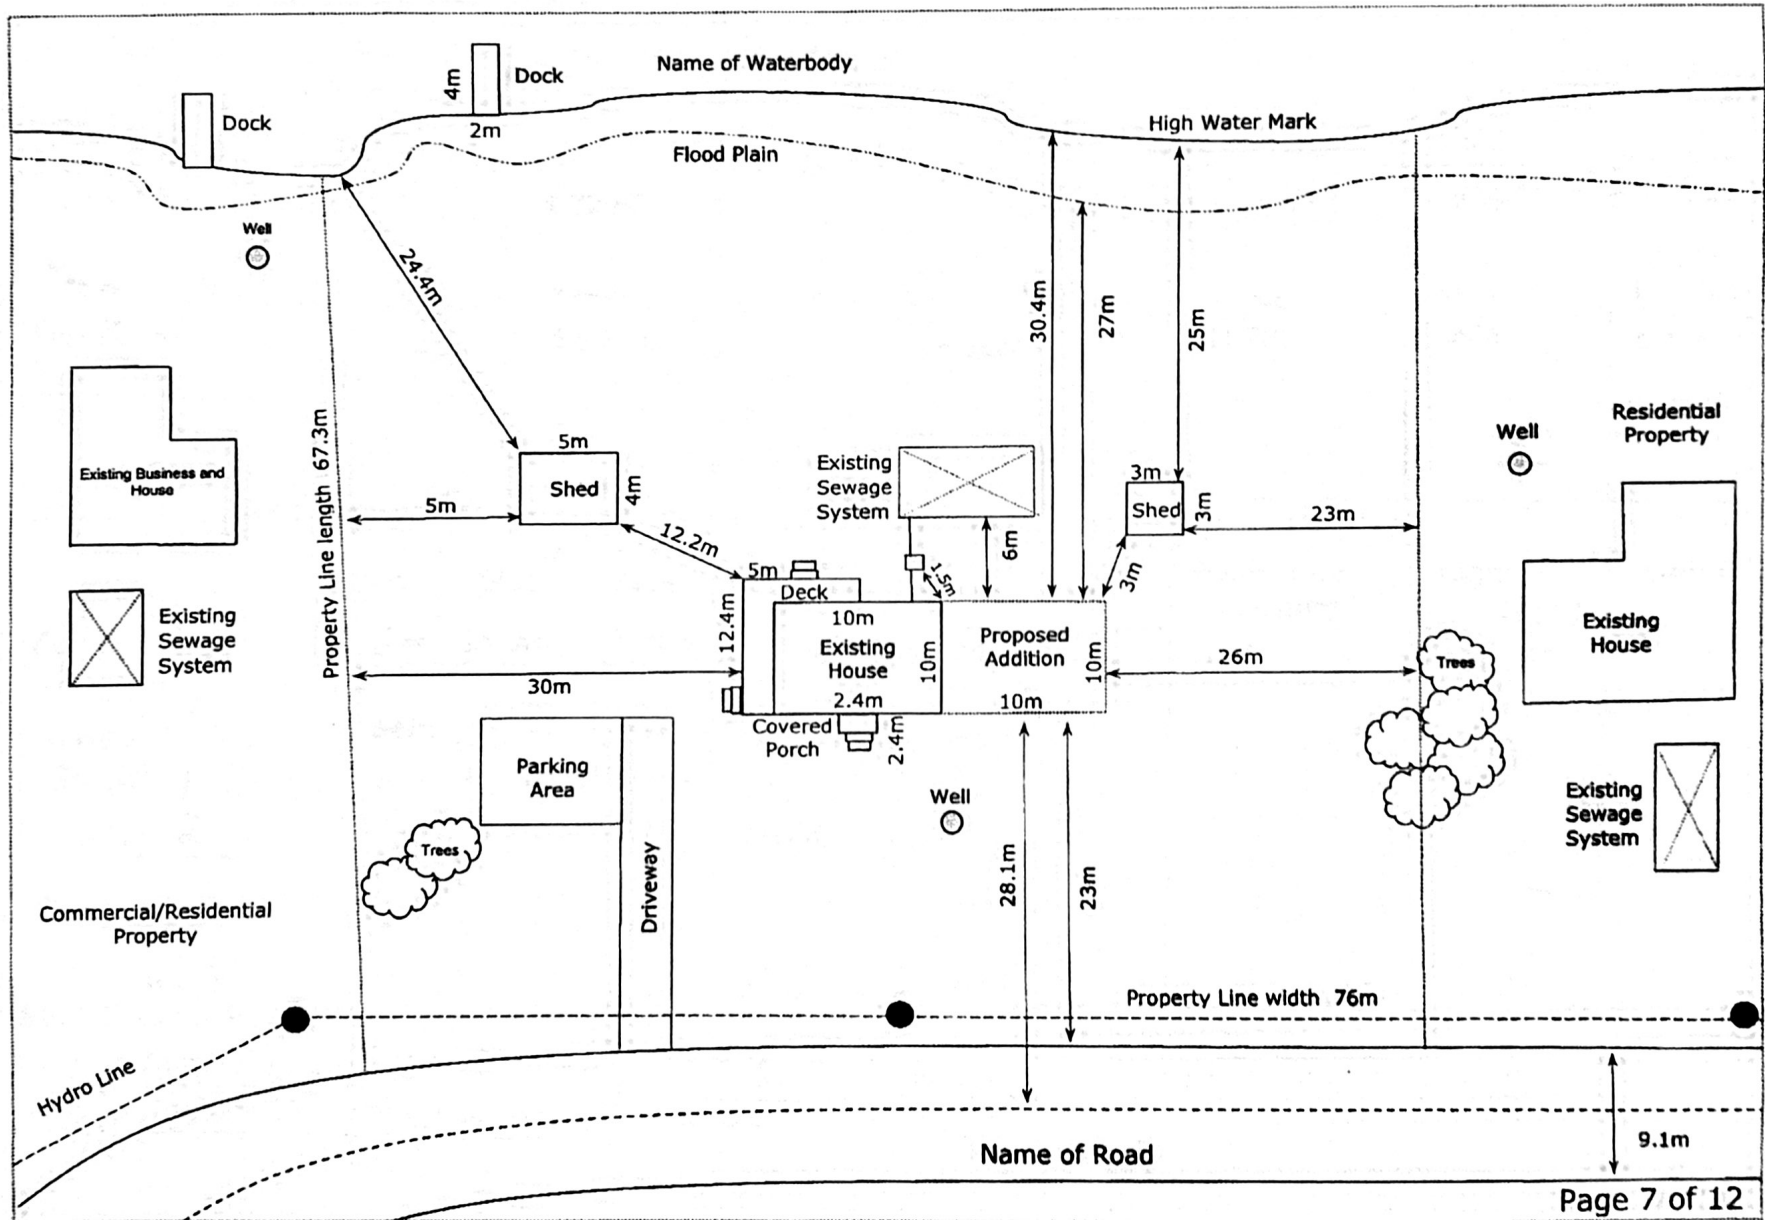 Name of Waterbody
Dock
4m
2m
Dock
High Water Mark
Flood Plain
Well
24.4m
30.4m
27m
25m
Property Line length 67.3m
Existing Business and
House
5m
Shed
4m
5m
12.2m
Existing
Sewage
System
6m
1.5m
3m
Shed
3m
3m
23m
Well
Residential
Property
Existing
Sewage
System
5m
Deck
12.4m
10m
Existing
House
10m
2.4m
Proposed
Addition
10m
10m
30m
26m
Trees
Existing
House
Covered
Porch
2.4m
Parking
Area
Well
Trees
Driveway
28.1m
23m
Existing
Sewage
System
Commercial/Residential
Property
Property Line width 76m
Hydro Line
Name of Road
9.1m
Page 7 of 12